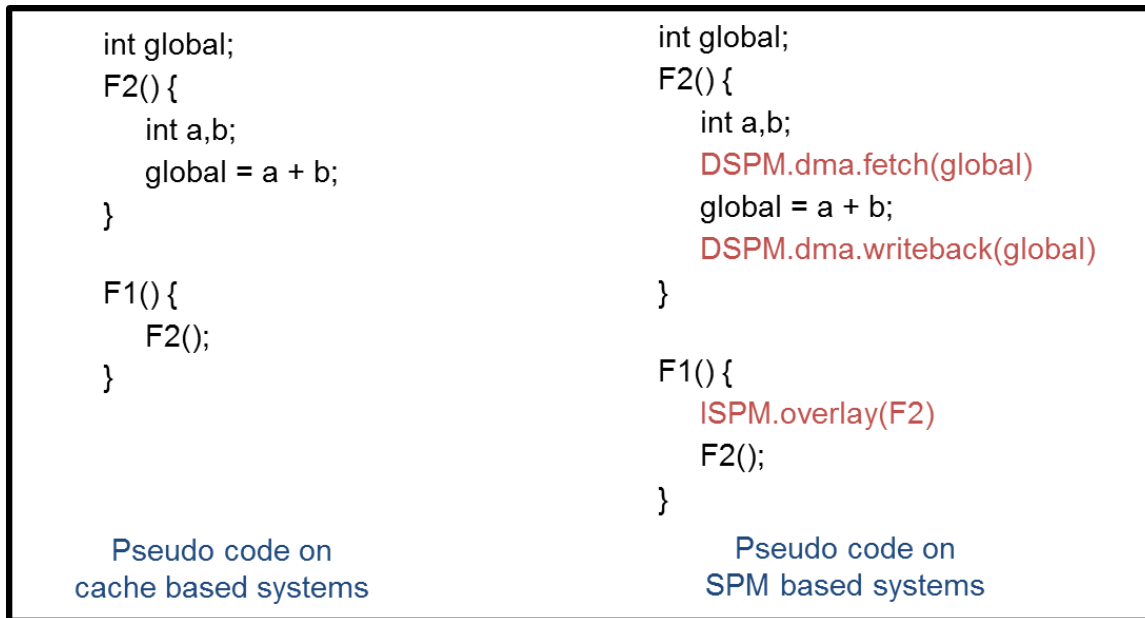 int global;
F2() {
int a,b;
global = a + b;
}
F1() {
F2();
}
Pseudo code on
cache based systems
int global;
F2() {
int a,b;
DSPM.dma.fetch(global)
global = a + b;
DSPM.dma.writeback(global)
}
F1() {
ISPM.overlay(F2)
F2();
}
Pseudo code on
SPM based systems